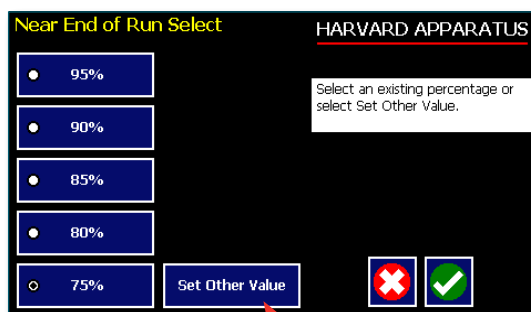 Near End of Run Select
HARVARD APPARATUS
95%
Select an existing percentage or
select Set Other Value.
90%
85%
80%
75%
Set Other Value